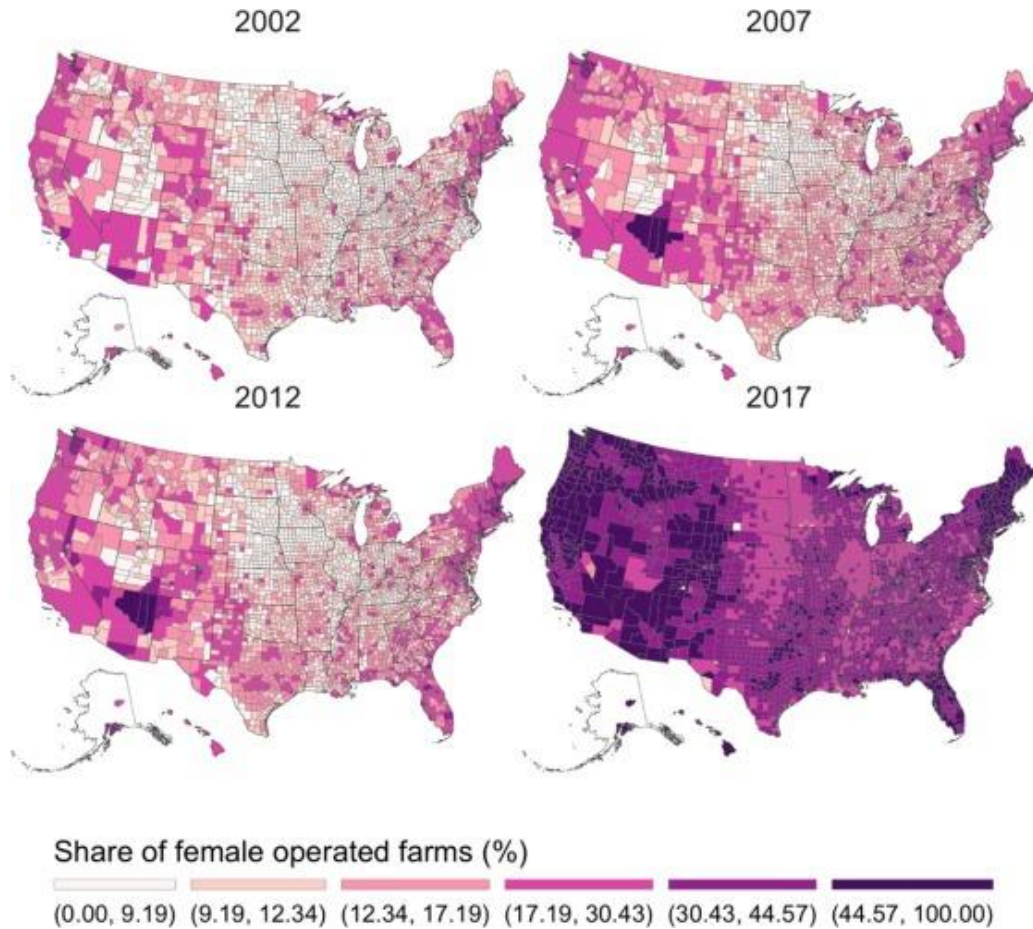 2002 2007
2012 2017
Share of female operated farms (%)
(0.00, 9.19) (9.19, 12.34) (12.34, 17.19) (17.19, 30.43) (30.43, 44.57) (44.57, 100.00)